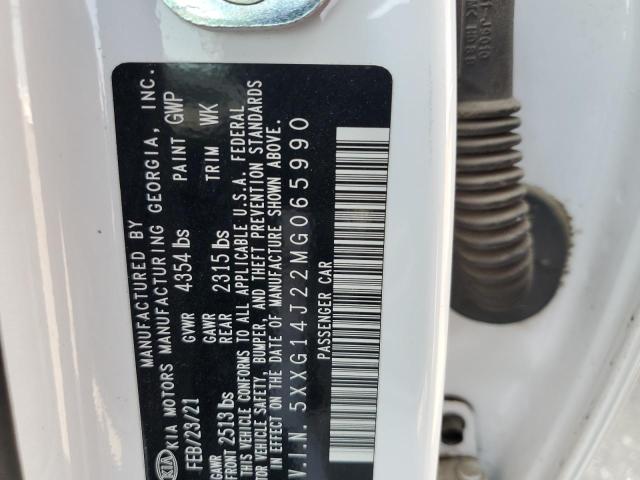 MANUFACTURED BY
KIA KIA MOTORS MANUFACTURING GEORGIA, INC.
FEB/23/21 GVWR 4354 lbs PAINT GWP
GAWR FRONT 2513 lbs GAWR REAR 2315 lbs TRIM WK
THIS VEHICLE CONFORMS TO ALL APPLICABLE U.S.A. FEDERAL
MOTOR VEHICLE SAFETY, BUMPER, AND THEFT PREVENTION STANDARDS
IN EFFECT ON THE DATE OF MANUFACTURE SHOWN ABOVE.
V.I.N. 5XXG14J22MG065990
PASSENGER CAR